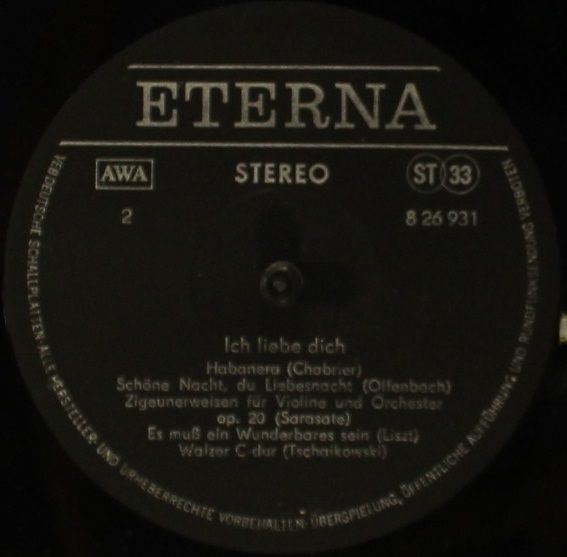 ETERNA
AWA STEREO ST 33
2 8 26 931
Ich liebe dich
Habanera (Chabrier)
Schöne Nacht, du Liebesnacht (Offenbach)
Zigeunerweisen für Violine und Orchester
op. 20 (Sarasate)
Es muß ein Wunderbares sein (Liszt)
Walzer C-dur (Tschaikowski)
VEB DEUTSCHE SCHALLPLATTEN · ALLE HERSTELLER- UND URHEBERRECHTE VORBEHALTEN · ÜBERSPIELUNG, ÖFFENTLICHE AUFFÜHRUNG UND RUNDFUNKSENDUNG VERBOTEN